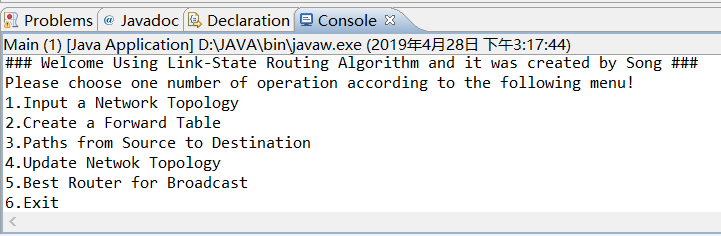 Problems @ Javadoc Declaration Console
Main (1) [Java Application] D:\JAVA\bin\javaw.exe (2019年4月28日 下午3:17:44)
### Welcome Using Link-State Routing Algorithm and it was created by Song ###
Please choose one number of operation according to the following menu!
1.Input a Network Topology
2.Create a Forward Table
3.Paths from Source to Destination
4.Update Netwok Topology
5.Best Router for Broadcast
6.Exit